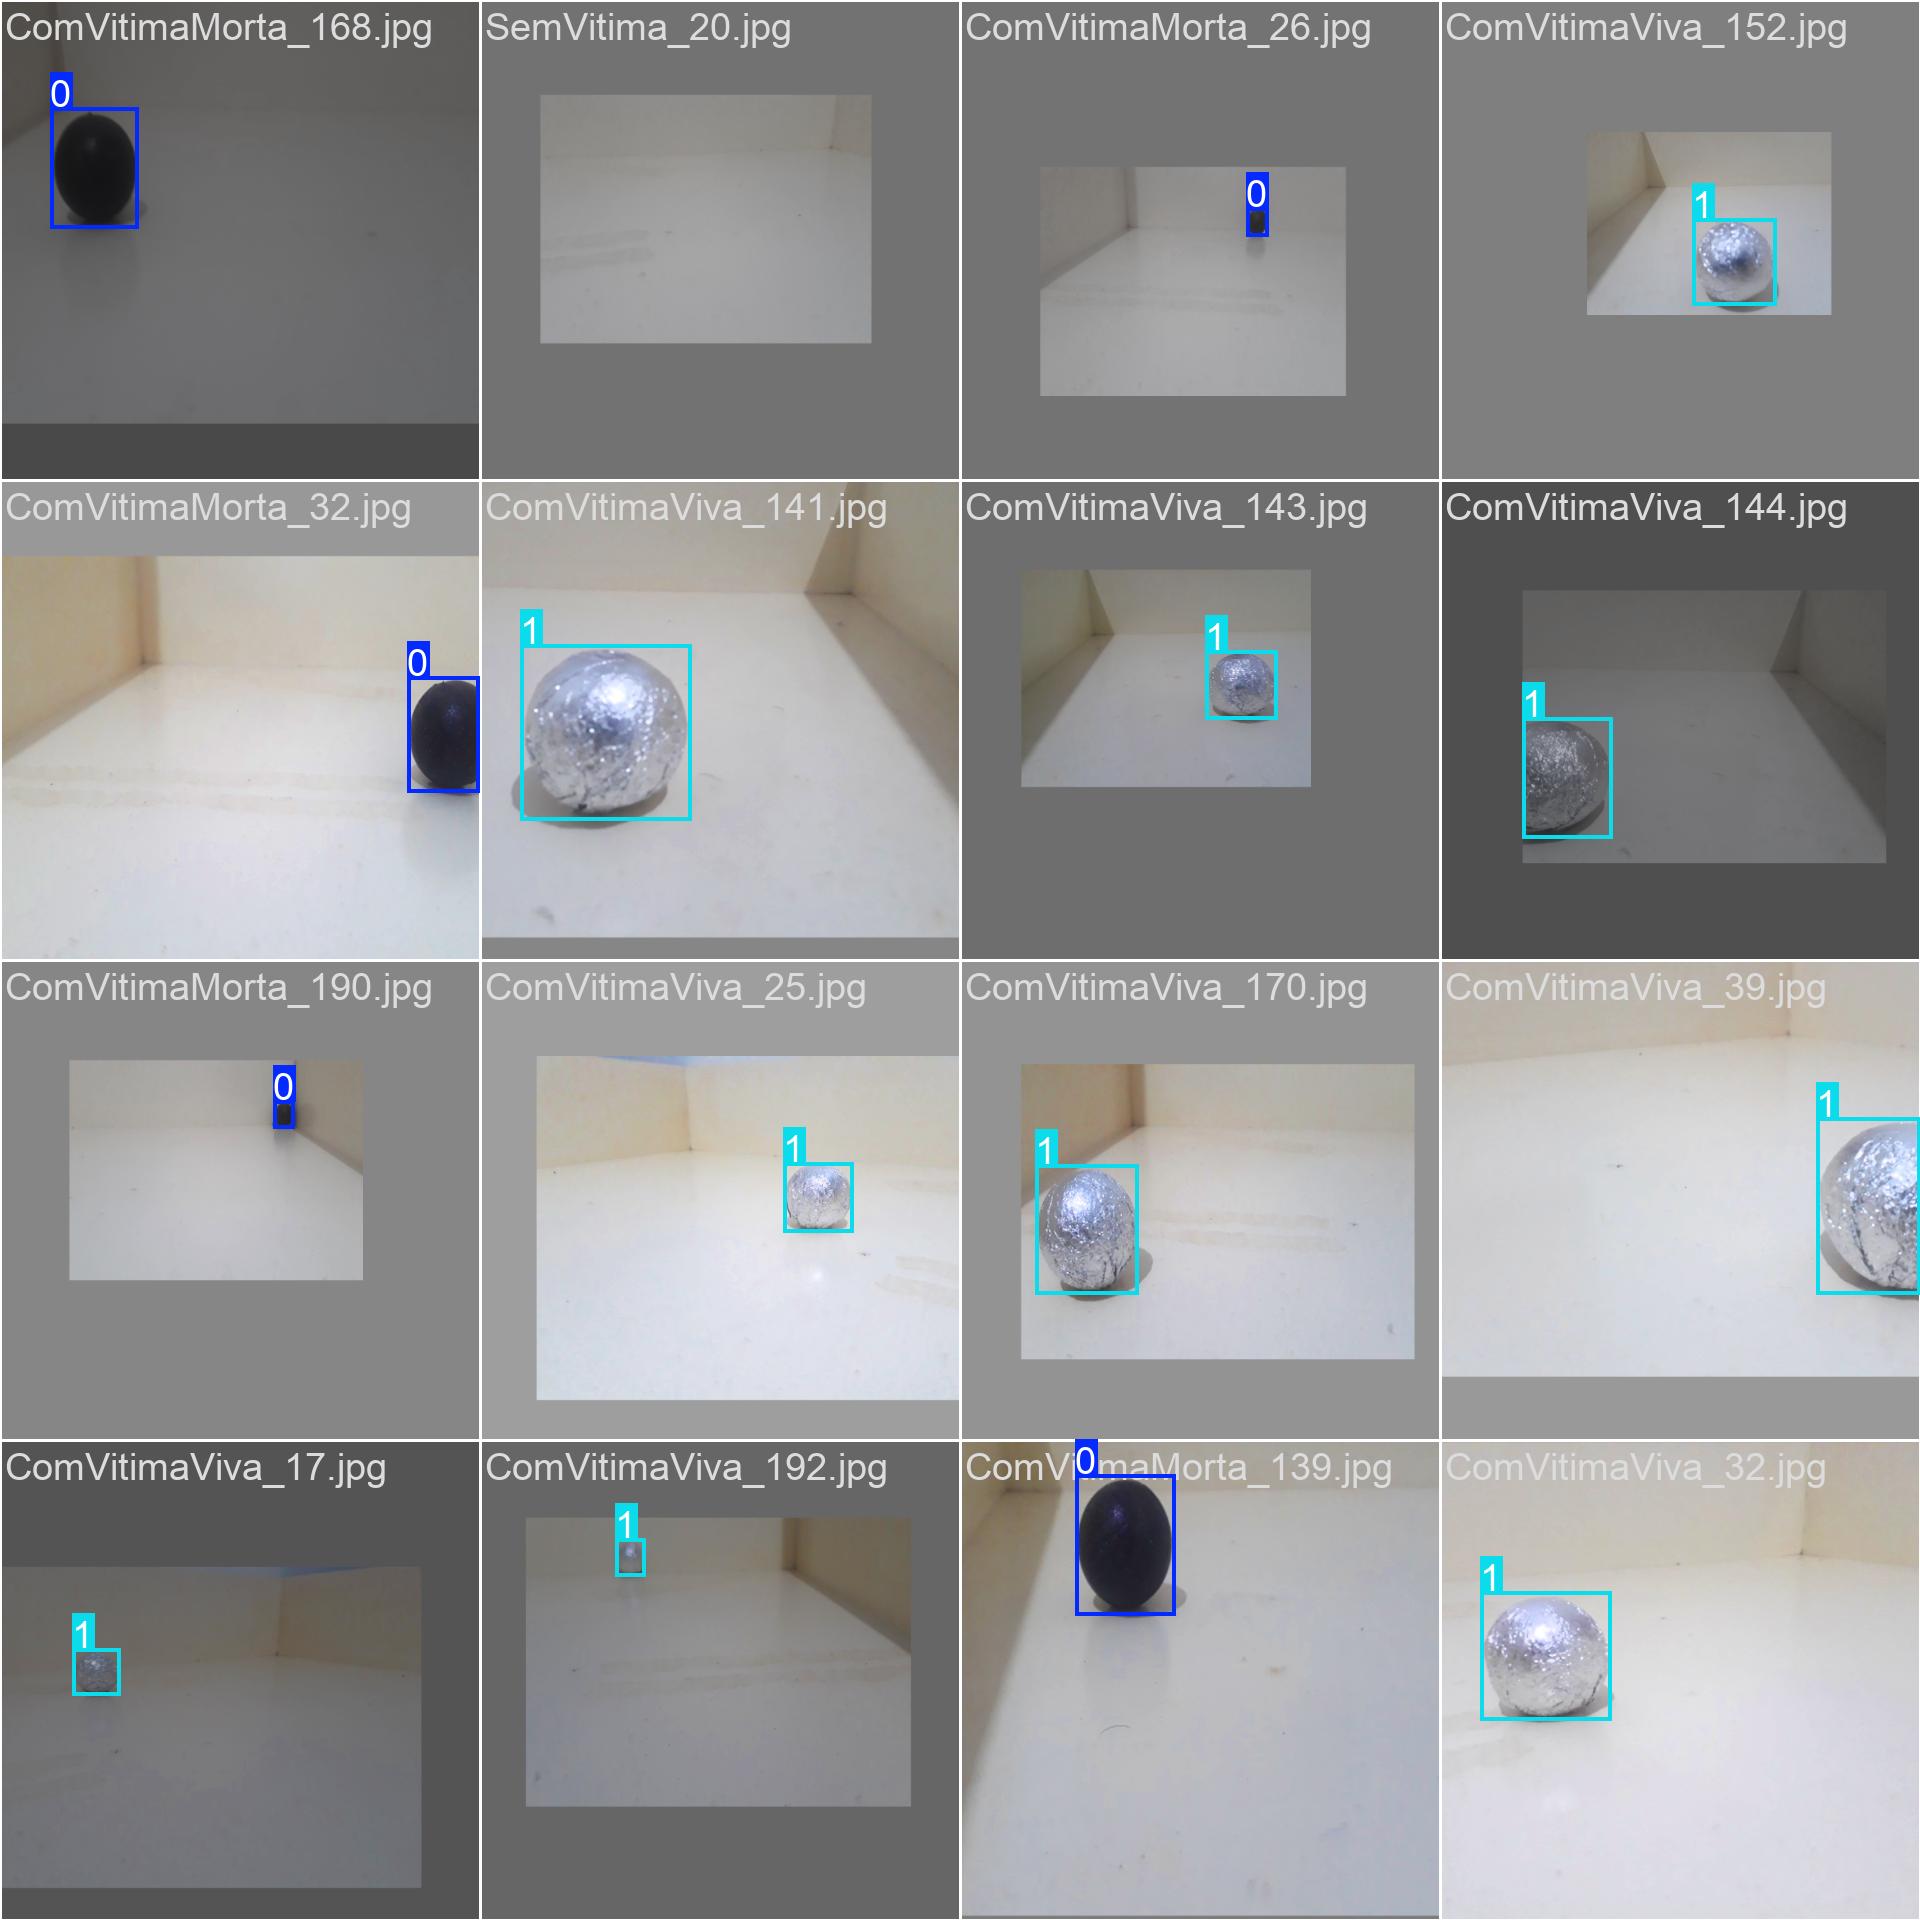 ComVitimaMorta_168.jpg
0
SemVitima_20.jpg
ComVitimaMorta_26.jpg
0
ComVitimaViva_152.jpg
1
ComVitimaMorta_32.jpg
0
ComVitimaViva_141.jpg
1
ComVitimaViva_143.jpg
1
ComVitimaViva_144.jpg
1
ComVitimaMorta_190.jpg
0
ComVitimaViva_25.jpg
1
ComVitimaViva_170.jpg
1
ComVitimaViva_39.jpg
1
ComVitimaViva_17.jpg
1
ComVitimaViva_192.jpg
1
ComVitimaMorta_139.jpg
0
ComVitimaViva_32.jpg
1